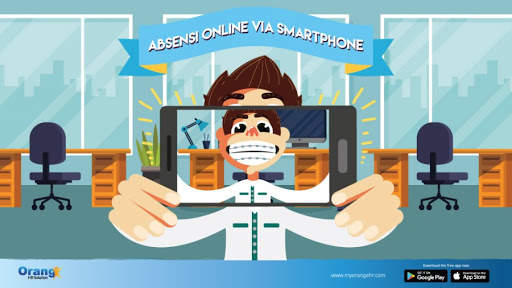 ABSENSI ONLINE VIA SMARTPHONE
Orange
HR Solution
www.myorangehr.com
Download the free app now.
GET IT ON
Google Play
Download on the
App Store